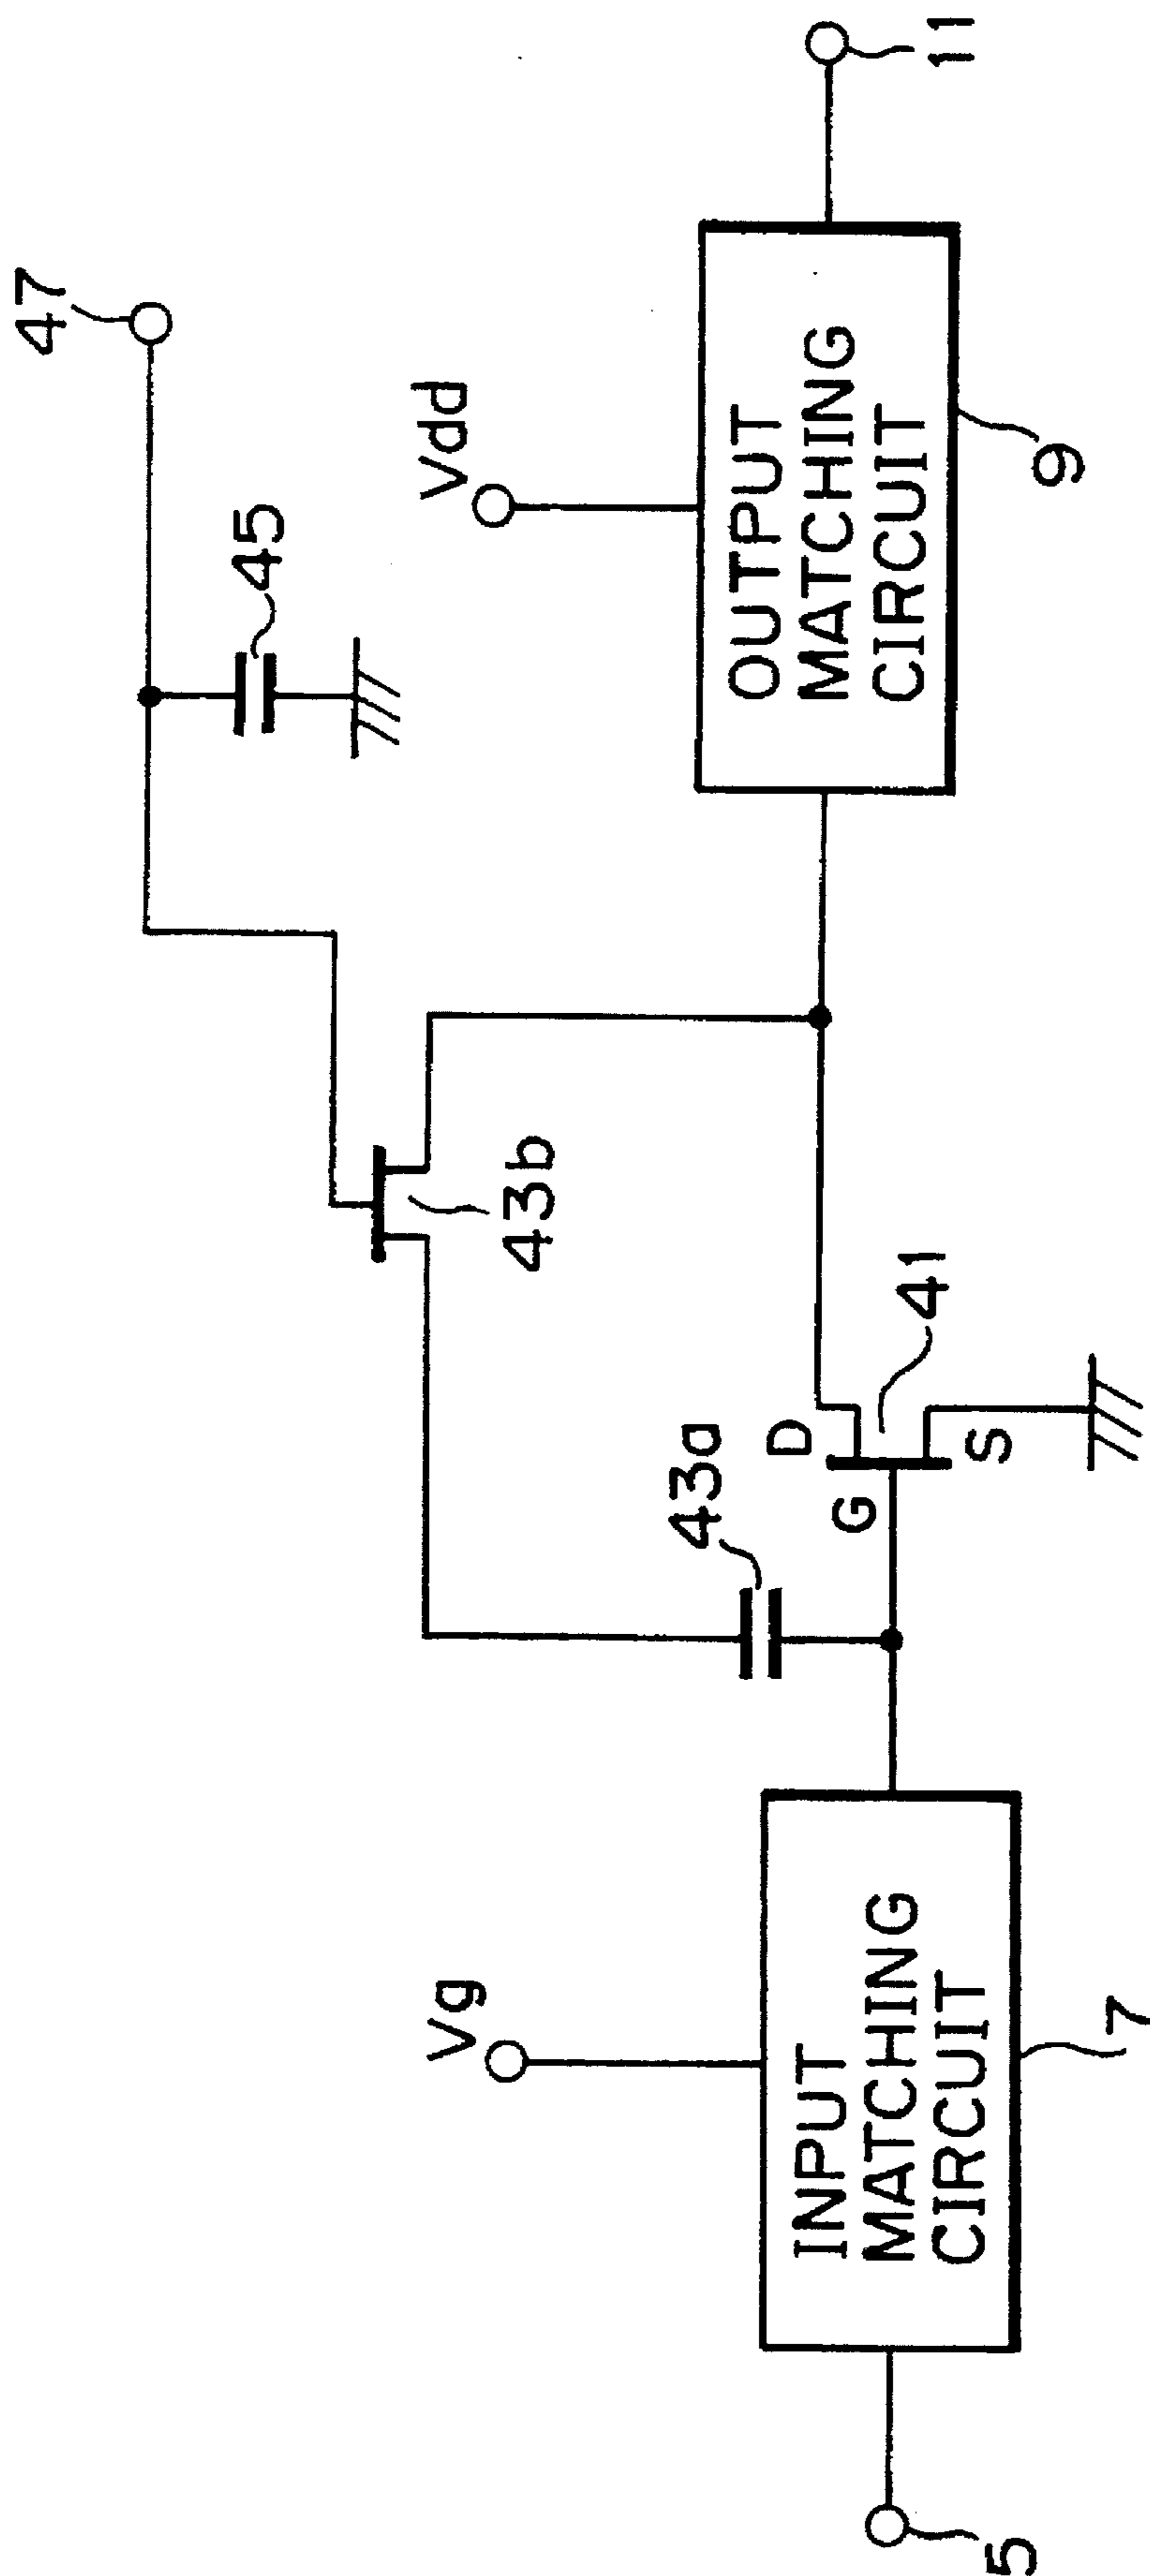 47
Vdd
45
11
OUTPUT
MATCHING
CIRCUIT
9
43b
43a
D
G
S
41
Vg
INPUT
MATCHING
CIRCUIT
7
5